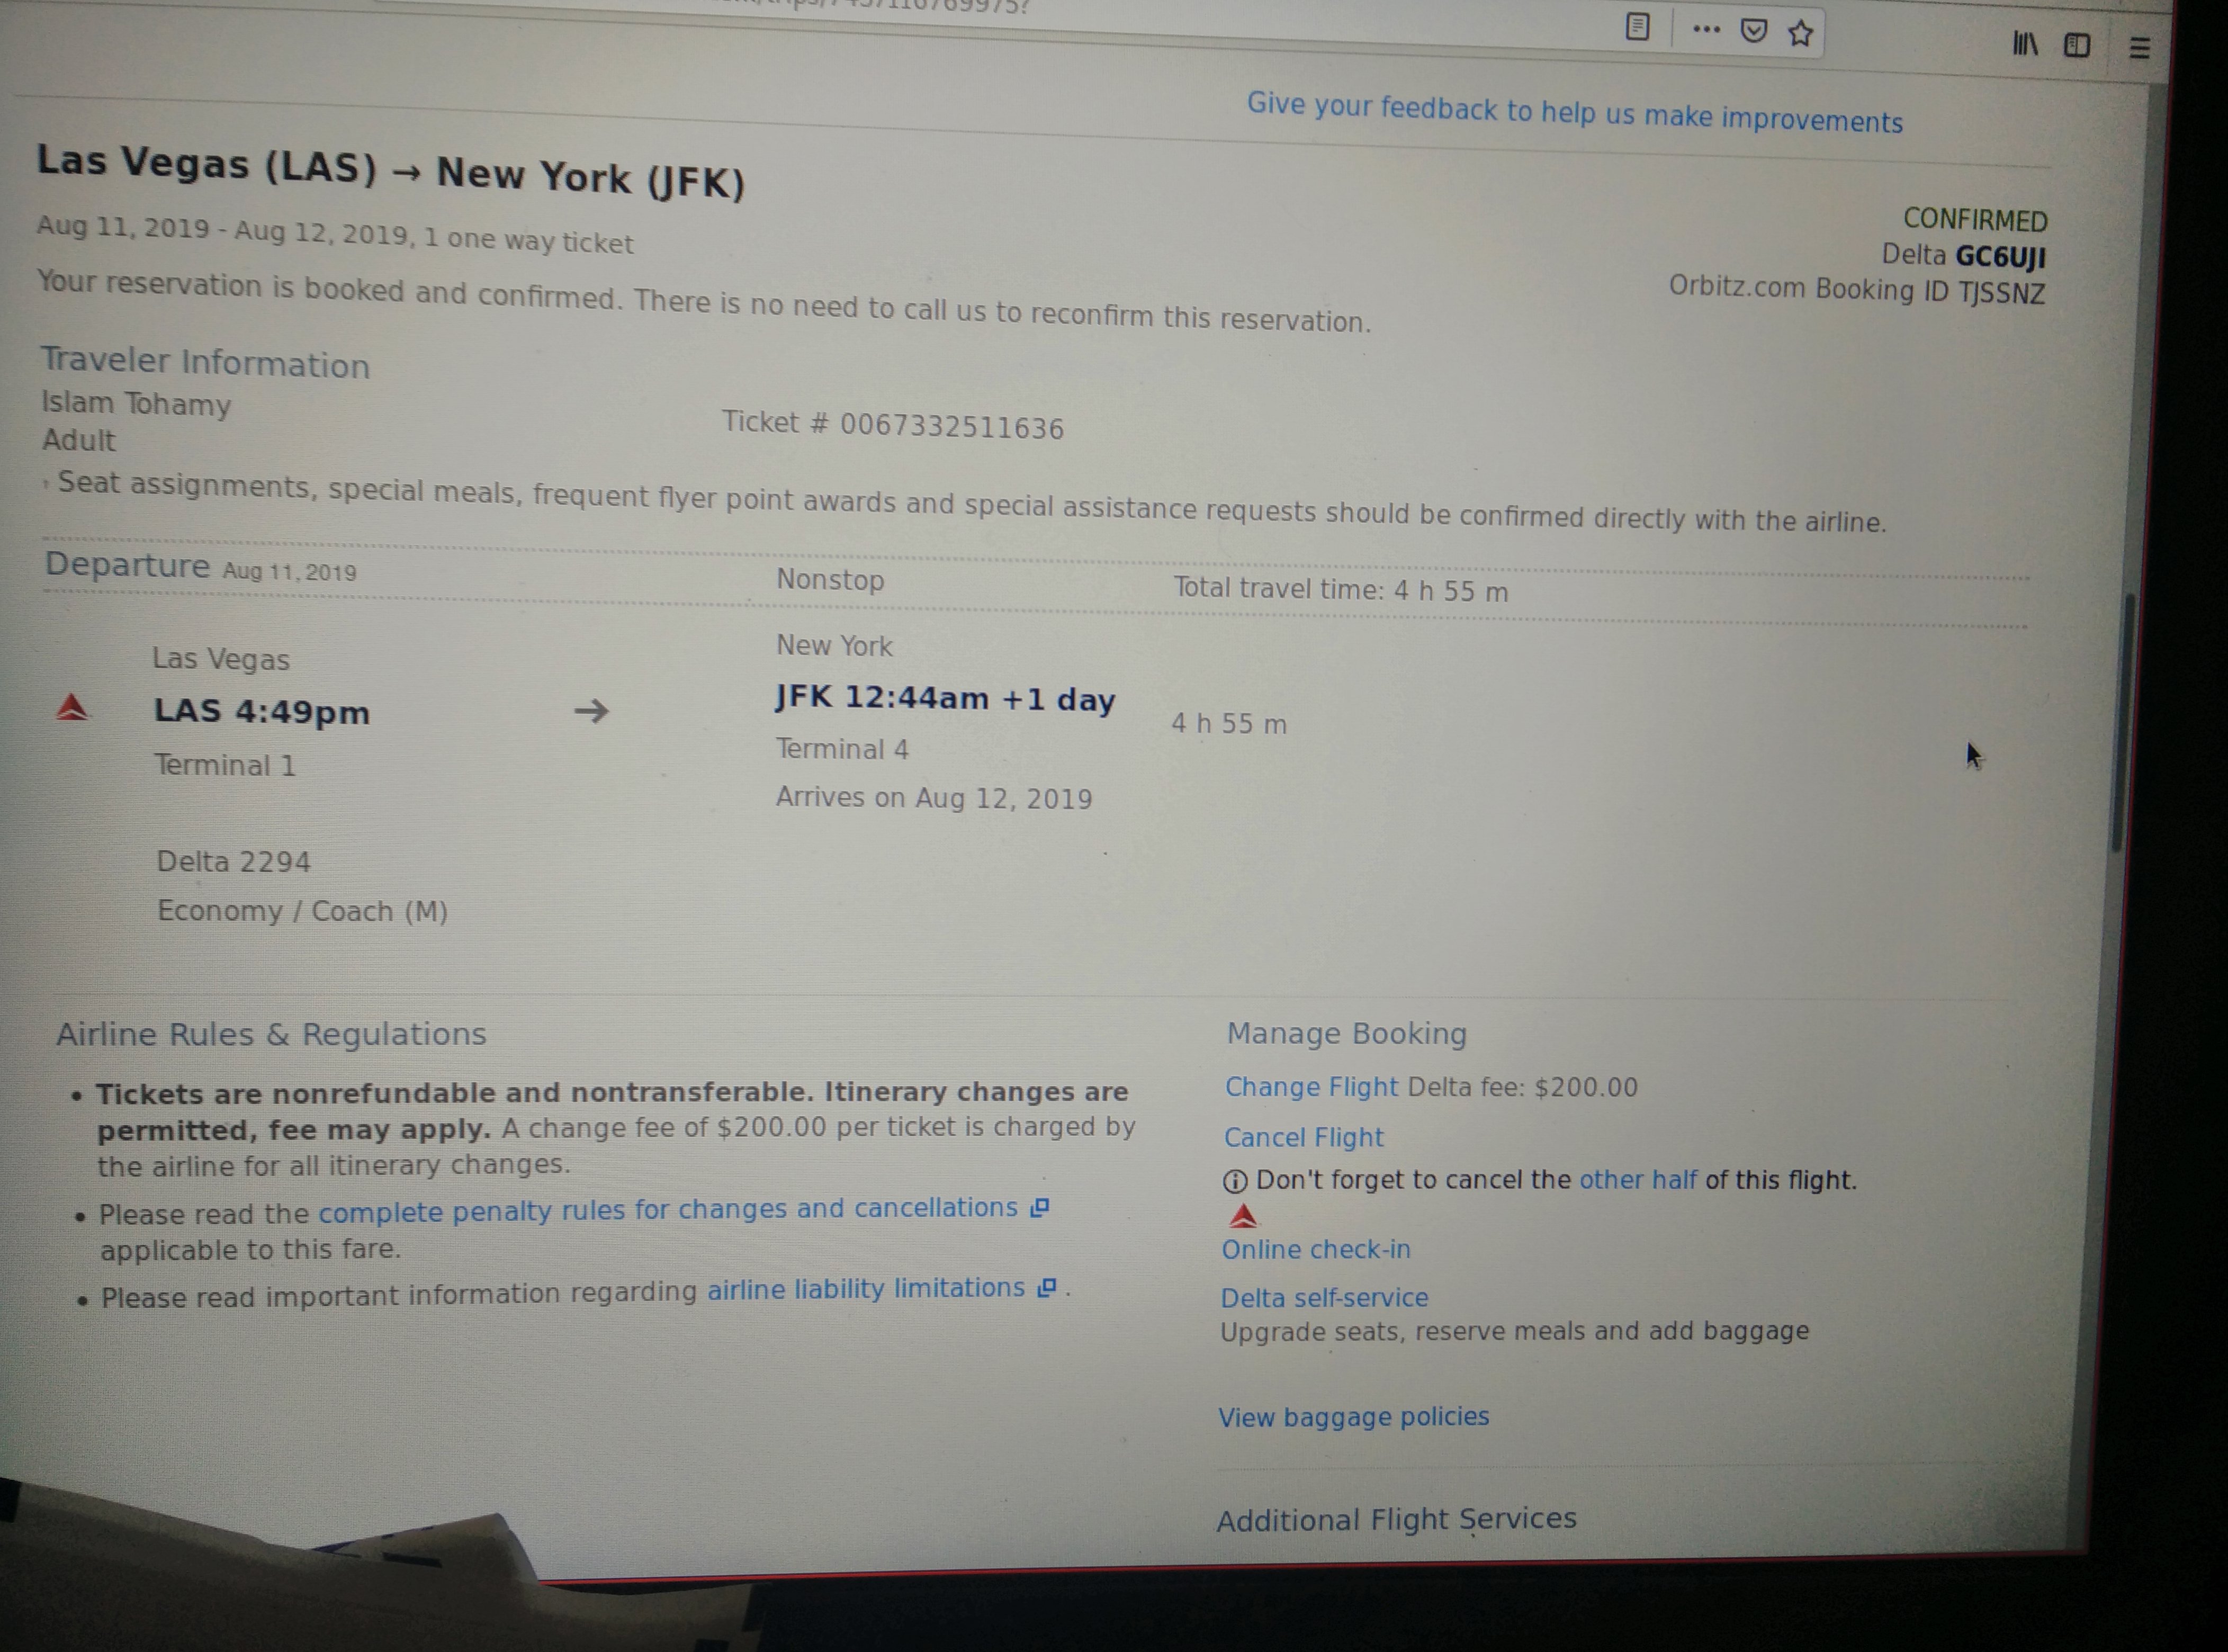 Give your feedback to help us make improvements
Las Vegas (LAS) → New York (JFK)
Aug 11, 2019 - Aug 12, 2019, 1 one way ticket
Your reservation is booked and confirmed. There is no need to call us to reconfirm this reservation.
CONFIRMED
Delta GC6UJI
Orbitz.com Booking ID TJSSNZ
Traveler Information
Islam Tohamy
Adult
Ticket # 0067332511636
Seat assignments, special meals, frequent flyer point awards and special assistance requests should be confirmed directly with the airline.
Departure Aug 11, 2019
Nonstop
Total travel time: 4 h 55 m
Las Vegas
LAS 4:49pm
Terminal 1
→
New York
JFK 12:44am +1 day
Terminal 4
Arrives on Aug 12, 2019
4 h 55 m
Delta 2294
Economy / Coach (M)
Airline Rules & Regulations
• Tickets are nonrefundable and nontransferable. Itinerary changes are
permitted, fee may apply. A change fee of $200.00 per ticket is charged by
the airline for all itinerary changes.
• Please read the complete penalty rules for changes and cancellations
applicable to this fare.
• Please read important information regarding airline liability limitations .
Manage Booking
Change Flight Delta fee: $200.00
Cancel Flight
Don't forget to cancel the other half of this flight.
Online check-in
Delta self-service
Upgrade seats, reserve meals and add baggage
View baggage policies
Additional Flight Services